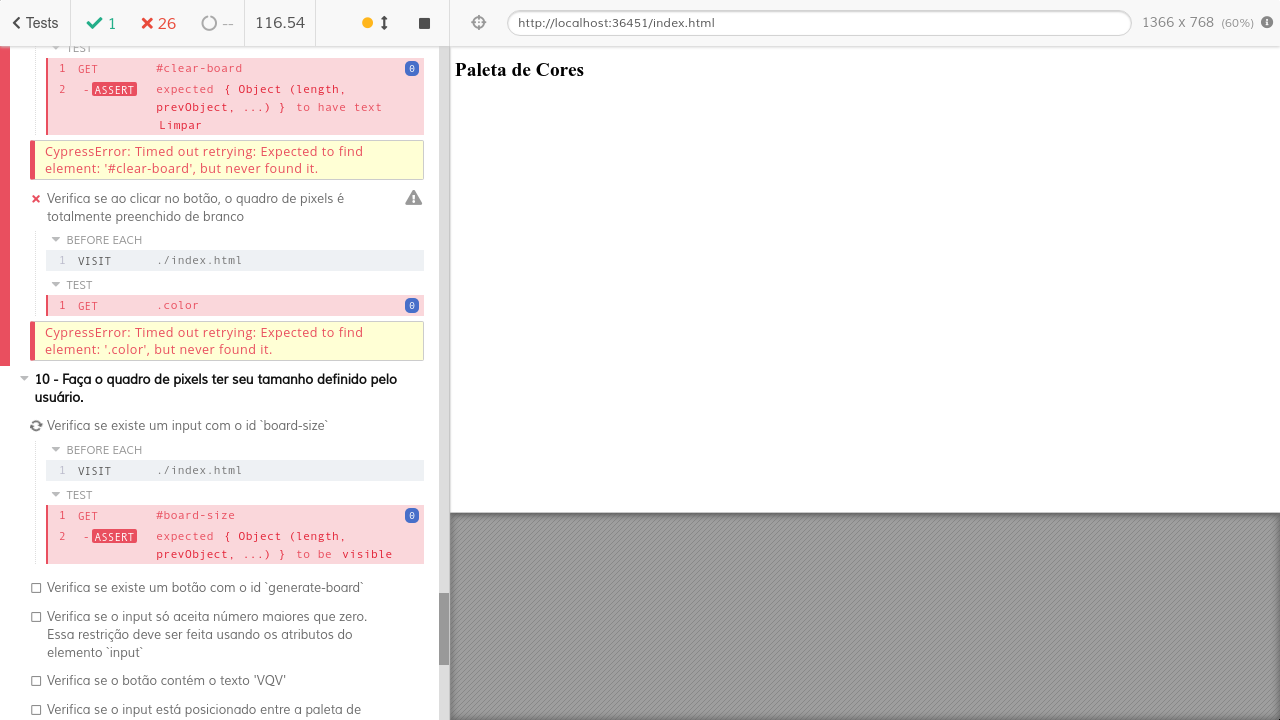 Tests
1
26
--
116.54
http://localhost:36451/index.html
1366 x 768 (60%)
TEST
1 GET #clear-board 0
2 -ASSERT expected { Object (length,
prevObject, ...) } to have text
Limpar
CypressError: Timed out retrying: Expected to find
element: '#clear-board', but never found it.
Verifica se ao clicar no botão, o quadro de pixels é
totalmente preenchido de branco
BEFORE EACH
1 VISIT ./index.html
TEST
1 GET .color 0
CypressError: Timed out retrying: Expected to find
element: '.color', but never found it.
10 - Faça o quadro de pixels ter seu tamanho definido pelo
usuário.
Verifica se existe um input com o id `board-size`
BEFORE EACH
1 VISIT ./index.html
TEST
1 GET #board-size 0
2 -ASSERT expected { Object (length,
prevObject, ...) } to be visible
Verifica se existe um botão com o id `generate-board`
Verifica se o input só aceita número maiores que zero.
Essa restrição deve ser feita usando os atributos do
elemento `input`
Verifica se o botão contém o texto 'VQV'
Verifica se o input está posicionado entre a paleta de
Paleta de Cores